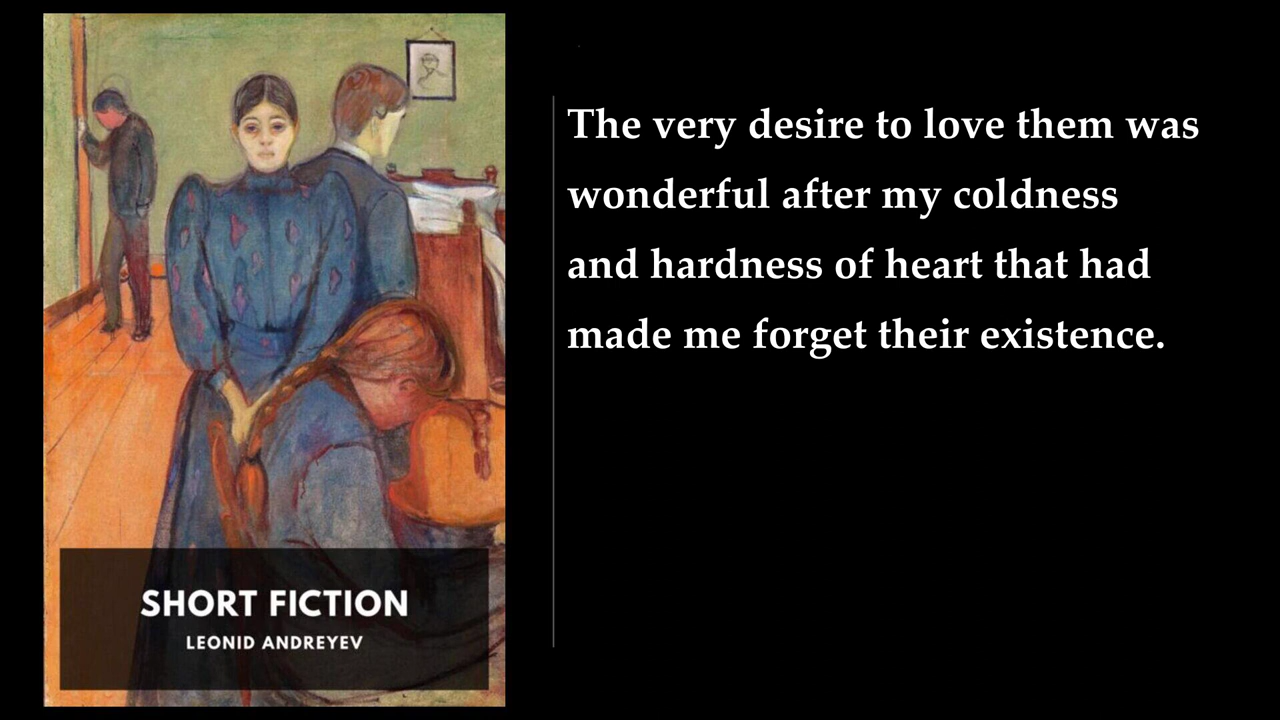 The very desire to love them was
wonderful after my coldness
and hardness of heart that had
made me forget their existence.
SHORT FICTION
LEONID ANDREYEV